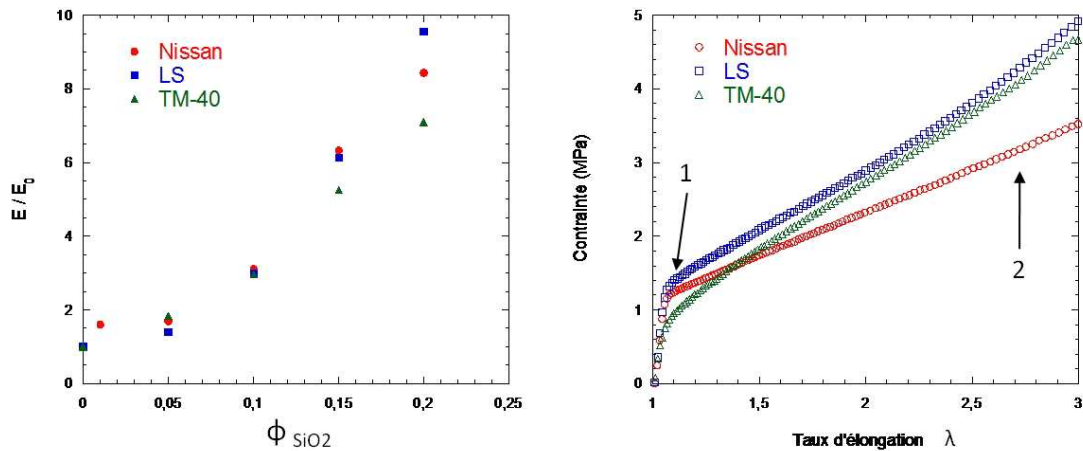 10
8
6
4
2
0
E / E0
Nissan
LS
TM-40
0 0,05 0,1 0,15 0,2 0,25
ϕ SiO2
5
4
3
2
1
0
Contrainte (MPa)
Nissan
LS
TM-40
1
2
1 1,5 2 2,5 3
Taux d'élongation λ